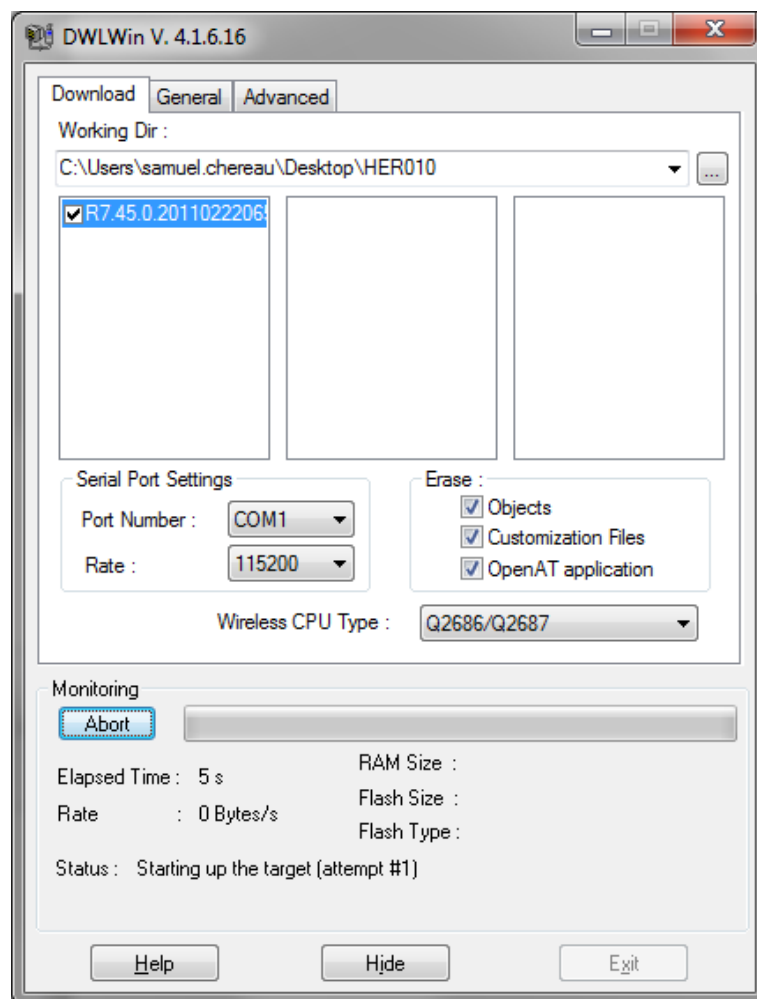 DWLWin V. 4.1.6.16
Download General Advanced
Working Dir :
C:\Users\samuel.chereau\Desktop\HER010 ...
R7.45.0.2011022206
Serial Port Settings
Port Number : COM1
Rate : 115200
Erase :
Objects
Customization Files
OpenAT application
Wireless CPU Type : Q2686/Q2687
Monitoring
Abort
Elapsed Time : 5 s
Rate : 0 Bytes/s
RAM Size :
Flash Size :
Flash Type :
Status : Starting up the target (attempt #1)
Help Hide Exit